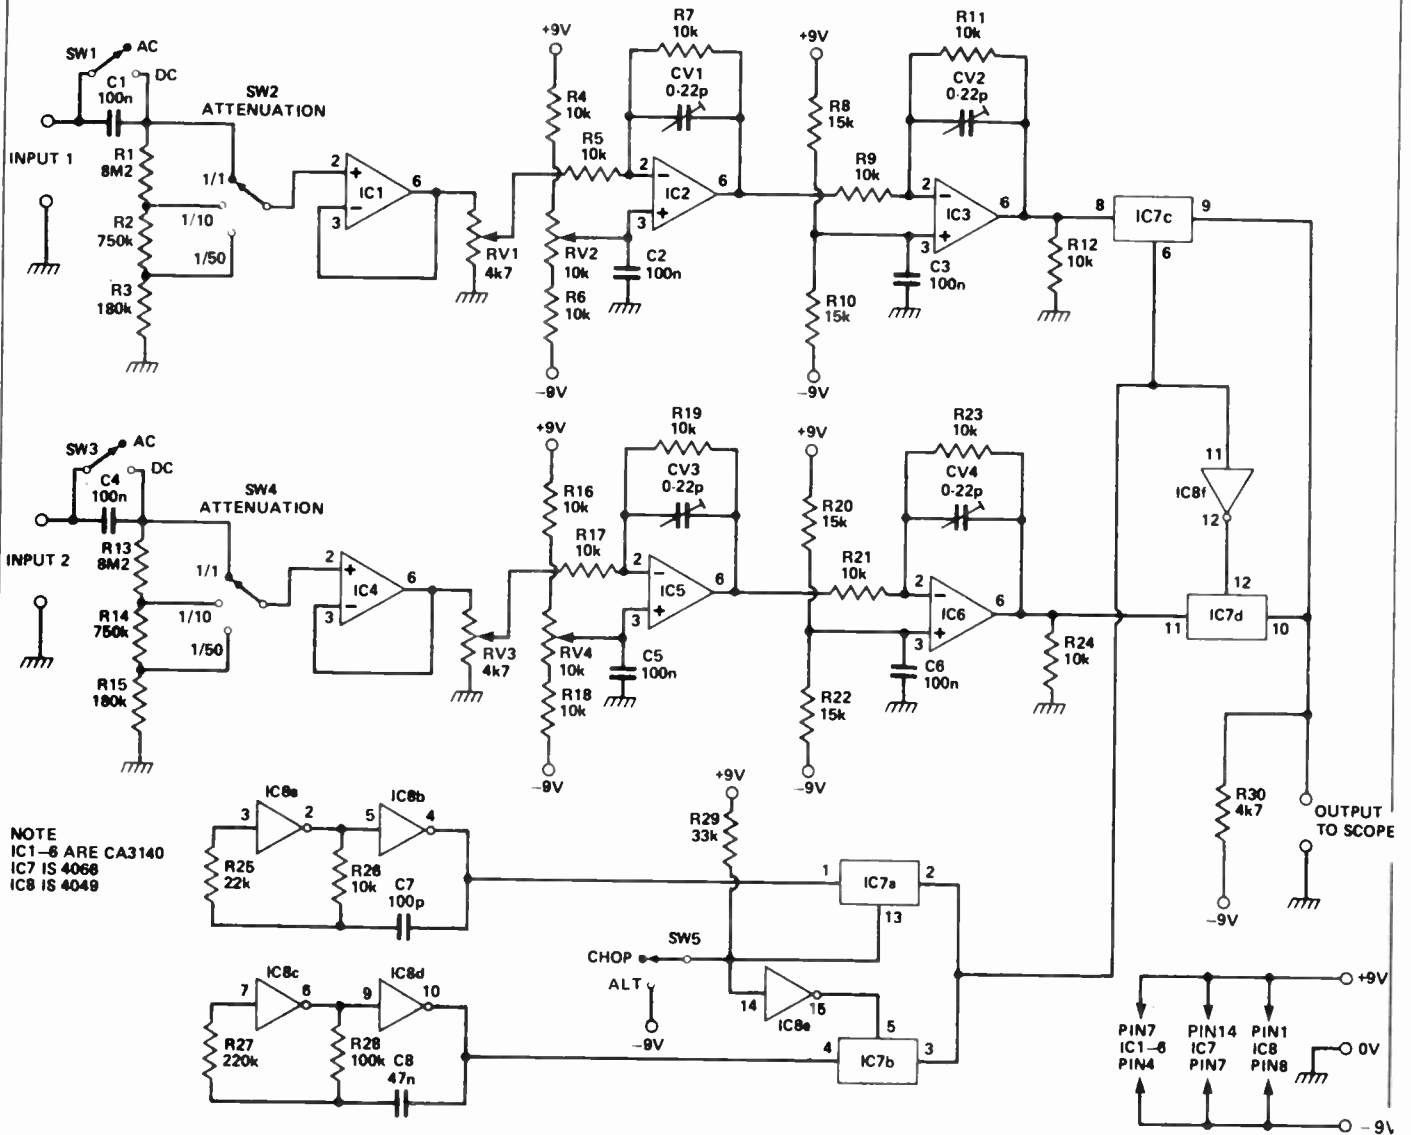 SW1
AC
DC
C1
100n
INPUT 1
SW2
ATTENUATION
R1
8M2
1/1
R2
750k
1/10
R3
180k
1/50
2
+
IC1
6
−
3
RV1
4k7
+9V
R4
10k
R5
10k
RV2
10k
R6
10k
−9V
R7
10k
CV1
0-22p
2
−
IC2
6
+
3
C2
100n
+9V
R8
15k
R9
10k
R10
15k
−9V
R11
10k
CV2
0-22p
2
−
IC3
6
+
3
C3
100n
R12
10k
8
IC7c
9
6
SW3
AC
DC
C4
100n
INPUT 2
SW4
ATTENUATION
R13
8M2
1/1
R14
750k
1/10
R15
180k
1/50
2
+
IC4
6
−
3
RV3
4k7
+9V
R16
10k
R17
10k
RV4
10k
R18
10k
−9V
R19
10k
CV3
0-22p
2
−
IC5
6
+
3
C5
100n
+9V
R20
15k
R21
10k
R22
15k
−9V
R23
10k
CV4
0-22p
2
−
IC6
6
+
3
C6
100n
R24
10k
11
IC8f
12
12
11
IC7d
10
R30
4k7
−9V
OUTPUT
TO SCOPE
NOTE
IC1–6 ARE CA3140
IC7 IS 4066
IC8 IS 4049
IC8a
3
2
IC8b
5
4
R25
22k
R26
10k
C7
100p
IC8c
7
6
IC8d
9
10
R27
220k
R28
100k
C8
47n
+9V
R29
33k
CHOP
SW5
ALT
−9V
14
15
IC8e
1
IC7a
2
13
5
4
IC7b
3
+9V
PIN7
IC1–6
PIN4
PIN14
IC7
PIN7
PIN1
IC8
PIN8
0V
−9V